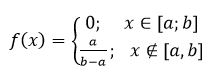 f(x) = { 0; x ∈ [a; b]
a/(b−a); x ∉ [a, b]